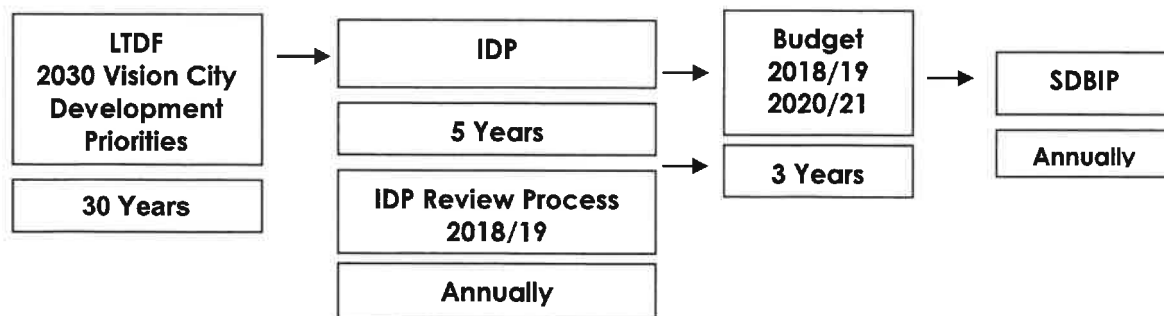 LTDF
2030 Vision City
Development
Priorities
30 Years
IDP
5 Years
IDP Review Process
2018/19
Annually
Budget
2018/19
2020/21
3 Years
SDBIP
Annually